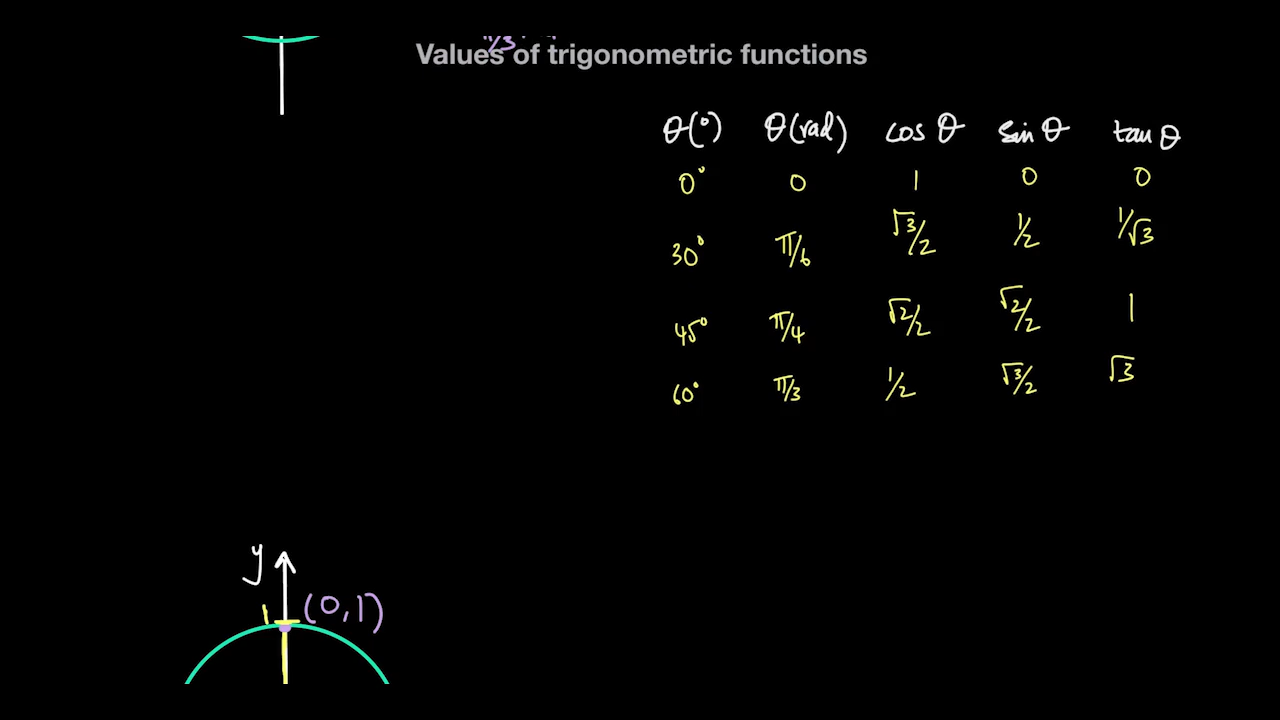 π/3
Values of trigonometric functions
θ(°) θ(rad) cos θ sin θ tan θ
0° 0 1 0 0
30° π/6 √3/2 1/2 1/√3
45° π/4 √2/2 √2/2 1
60° π/3 1/2 √3/2 √3
y
1 (0,1)